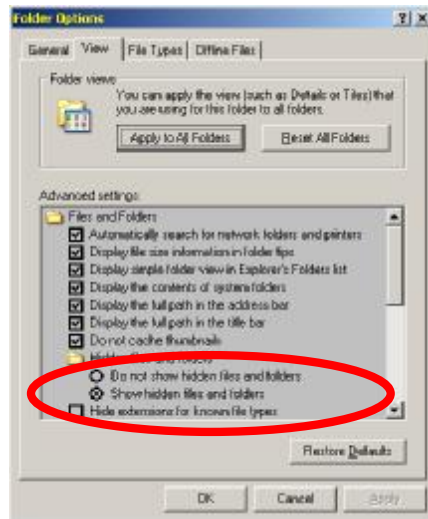 Folder Options
General View File Types Offline Files
Folder views
You can apply the view (such as Details or Tiles) that
you are using for this folder to all folders.
Apply to All Folders Reset All Folders
Advanced settings:
Files and Folders
Automatically search for network folders and printers
Display file size information in folder tips
Display simple folder view in Explorer's Folders list
Display the contents of system folders
Display the full path in the address bar
Display the full path in the title bar
Do not cache thumbnails
Hidden files and folders
Do not show hidden files and folders
Show hidden files and folders
Hide extensions for known file types
Restore Defaults
OK Cancel Apply